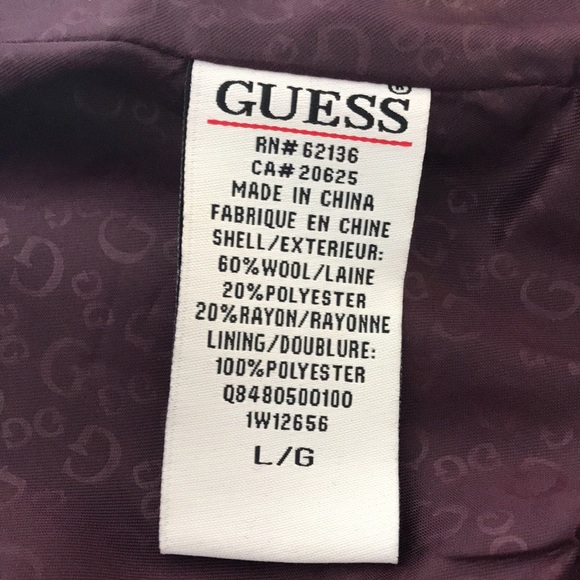 GUESS®
RN# 62136
CA# 20625
MADE IN CHINA
FABRIQUE EN CHINE
SHELL/EXTERIEUR:
60%WOOL/LAINE
20%POLYESTER
20%RAYON/RAYONNE
LINING/DOUBLURE:
100%POLYESTER
Q8480500100
1W12656
L/G